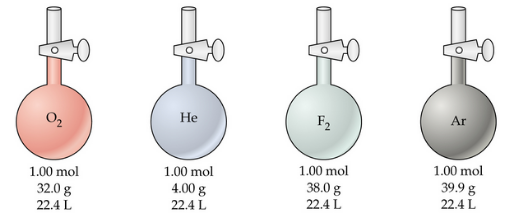 O₂
1.00 mol
32.0 g
22.4 L
He
1.00 mol
4.00 g
22.4 L
F₂
1.00 mol
38.0 g
22.4 L
Ar
1.00 mol
39.9 g
22.4 L